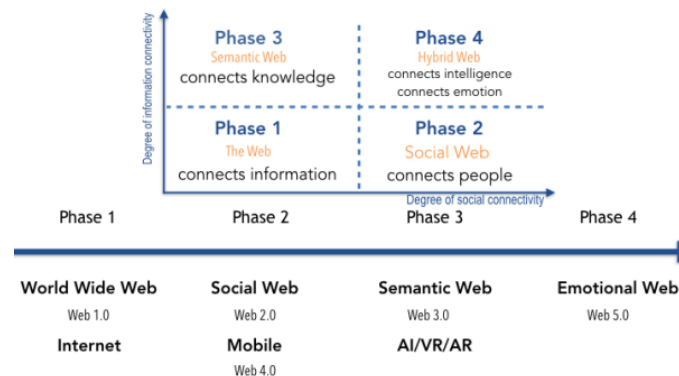 Degree of information connectivity
Phase 3
Semantic Web
connects knowledge
Phase 4
Hybrid Web
connects intelligence
connects emotion
Phase 1
The Web
connects information
Phase 2
Social Web
connects people
Degree of social connectivity
Phase 1
Phase 2
Phase 3
Phase 4
World Wide Web
Social Web
Semantic Web
Emotional Web
Web 1.0
Web 2.0
Web 3.0
Web 5.0
Internet
Mobile
AI/VR/AR
Web 4.0